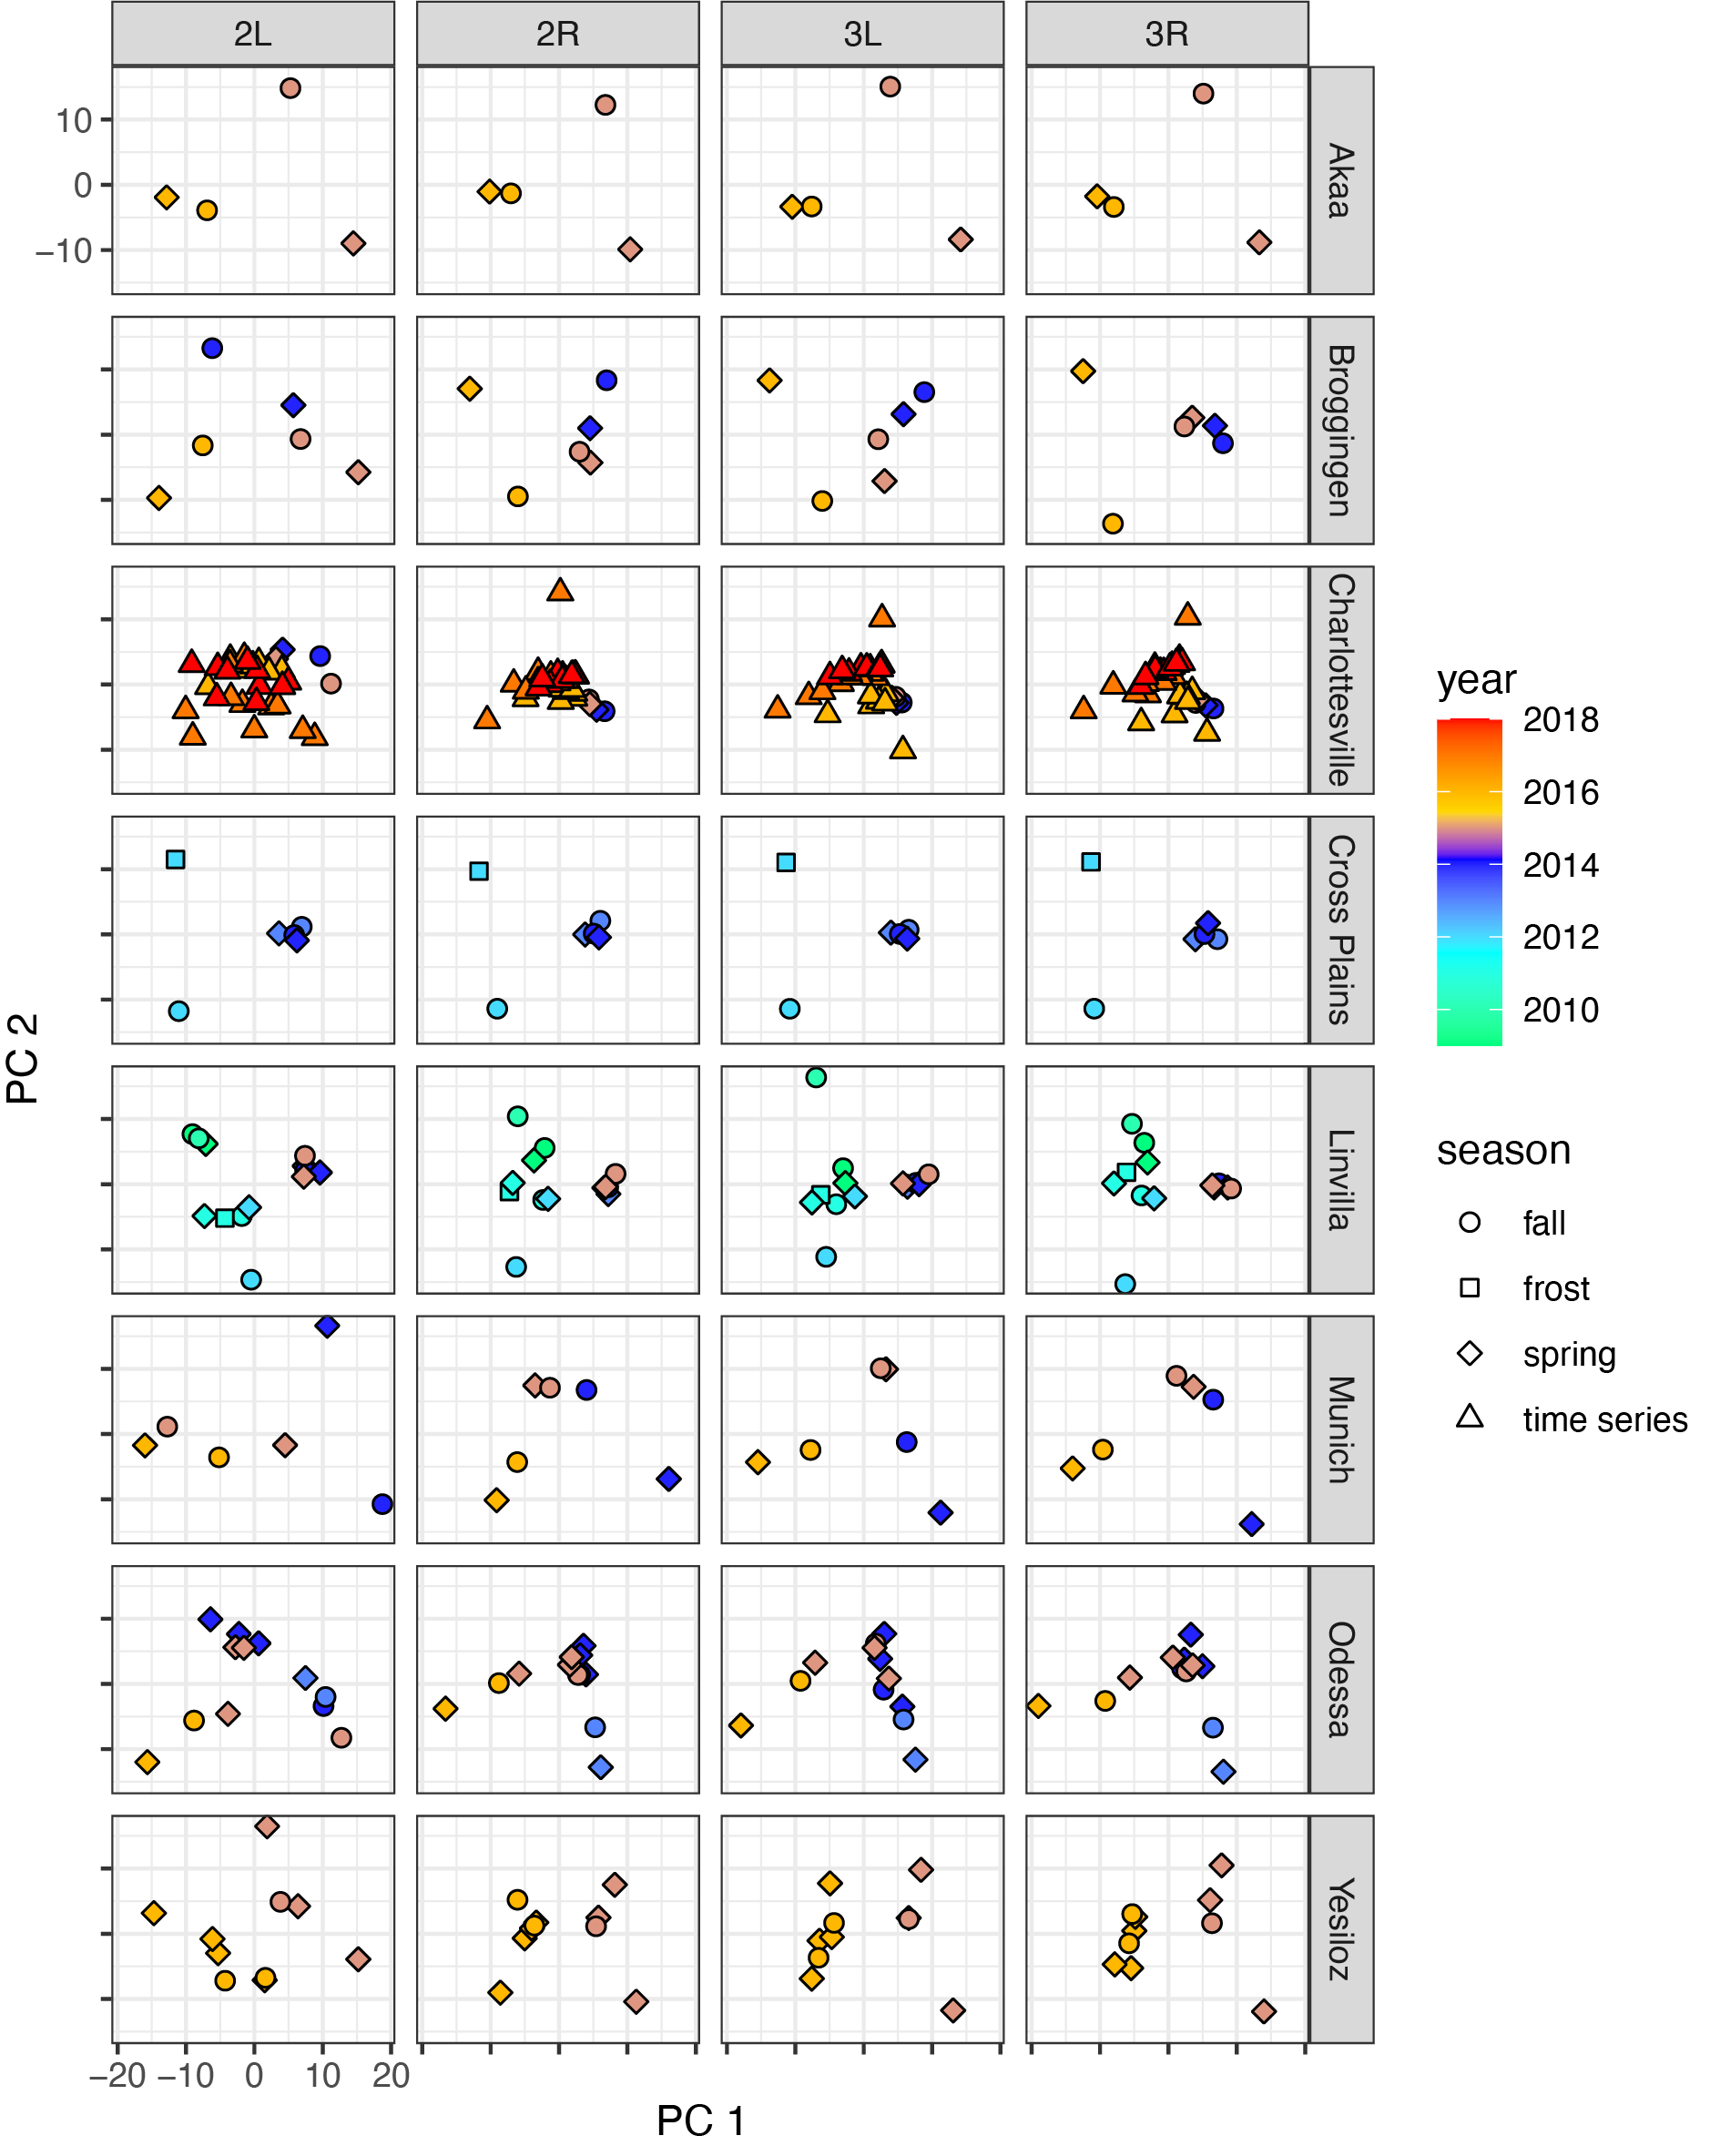 2L 2R 3L 3R
10
0
−10
Akaa
Broggingen
Charlottesville
Cross Plains
Linvilla
Munich
Odessa
Yesiloz
PC 2
−20 −10 0 10 20
PC 1
year
2018
2016
2014
2012
2010
season
fall
frost
spring
time series